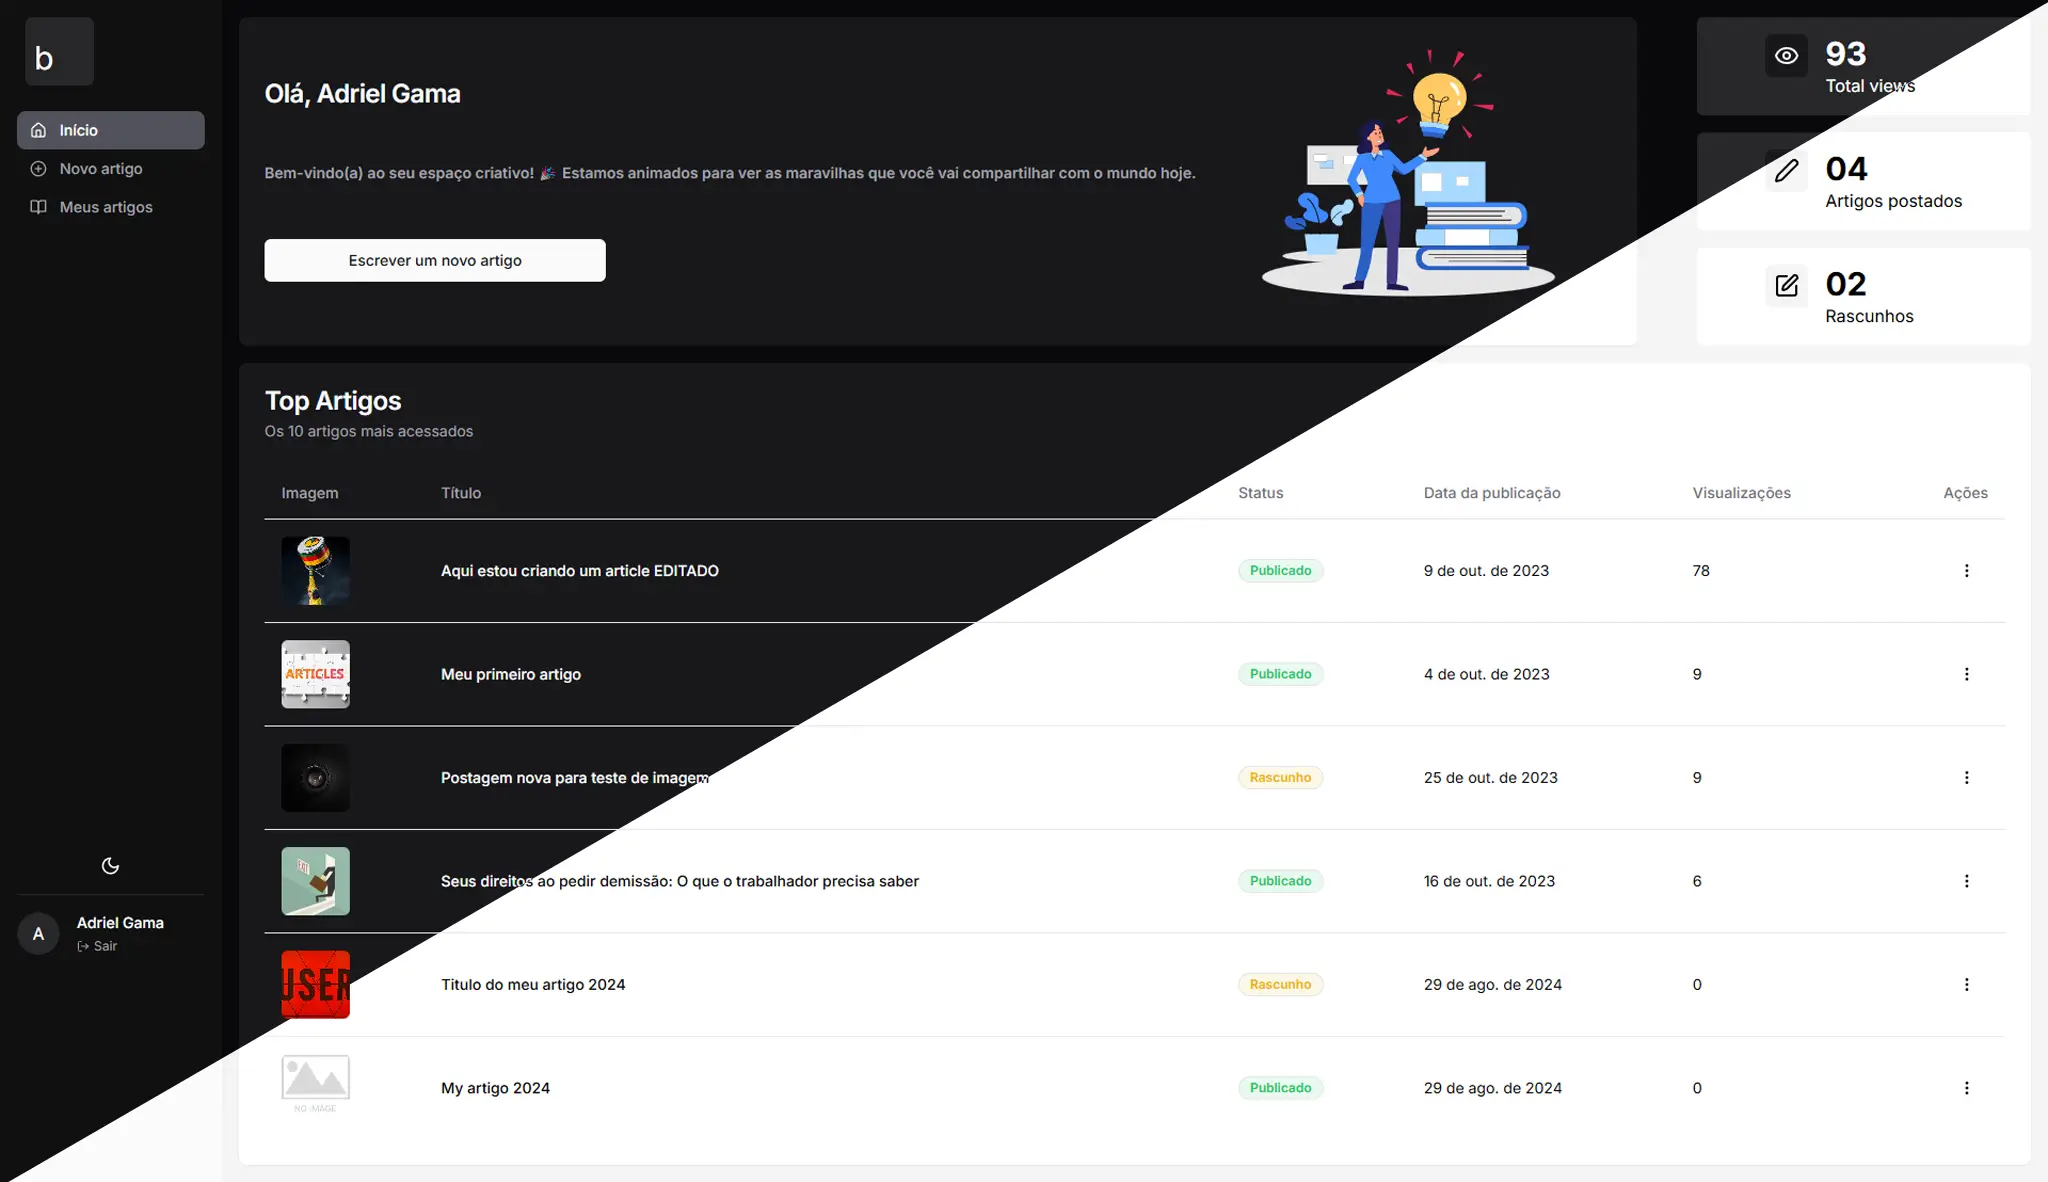 b
Início
Novo artigo
Meus artigos
Adriel Gama
A
Sair
Olá, Adriel Gama
Bem-vindo(a) ao seu espaço criativo! 🎉 Estamos animados para ver as maravilhas que você vai compartilhar com o mundo hoje.
Escrever um novo artigo
93
Total views
04
Artigos postados
02
Rascunhos
Top Artigos
Os 10 artigos mais acessados
Imagem Título Status Data da publicação Visualizações Ações
Aqui estou criando um article EDITADO Publicado 9 de out. de 2023 78
ARTICLES Meu primeiro artigo Publicado 4 de out. de 2023 9
Postagem nova para teste de imagem Rascunho 25 de out. de 2023 9
EXIT Seus direitos ao pedir demissão: O que o trabalhador precisa saber Publicado 16 de out. de 2023 6
USER Titulo do meu artigo 2024 Rascunho 29 de ago. de 2024 0
My artigo 2024 Publicado 29 de ago. de 2024 0
NO IMAGE